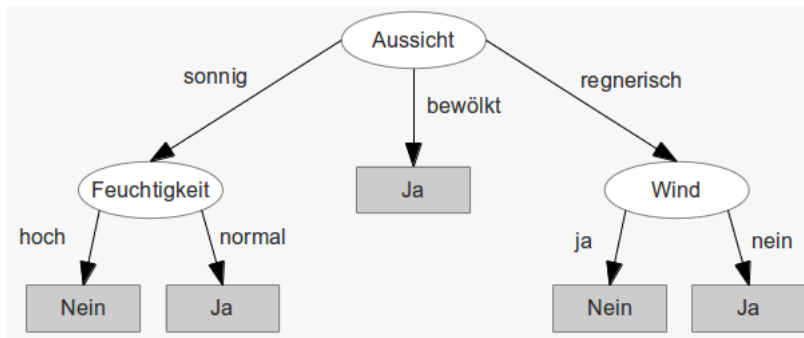 Aussicht
sonnig
bewölkt
regnerisch
Feuchtigkeit
Ja
Wind
hoch
normal
ja
nein
Nein
Ja
Nein
Ja